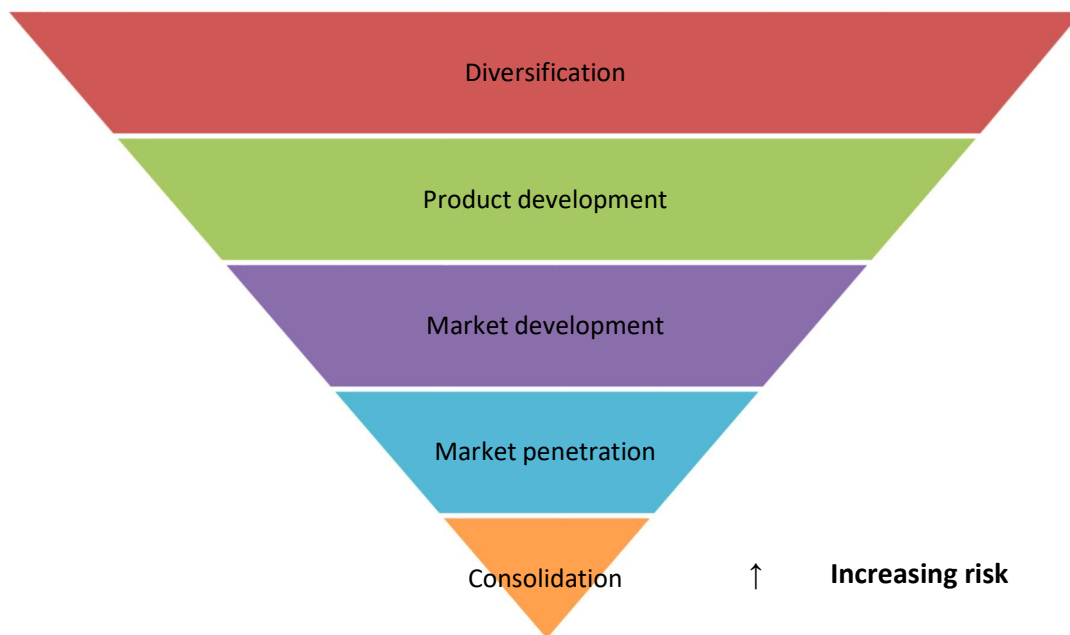 Diversification
Product development
Market development
Market penetration
Consolidation ↑ Increasing risk